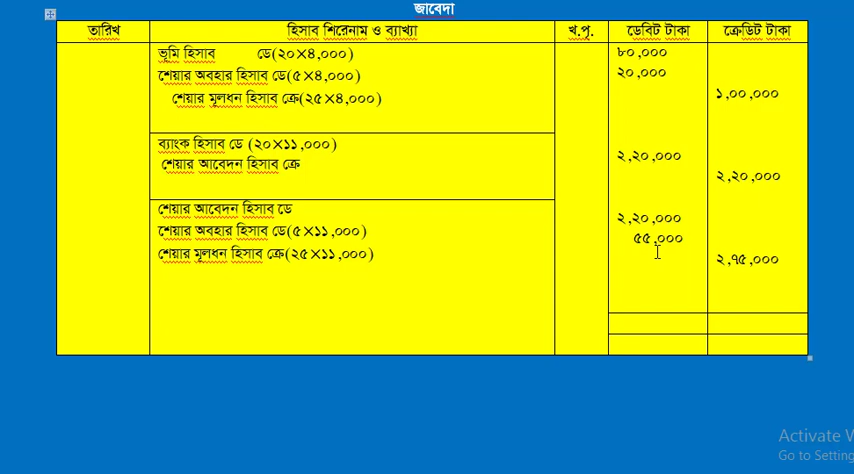 জাবেদা
তারিখ হিসাব শিরেনাম ও ব্যাখ্যা খ.পৃ. ডেবিট টাকা ক্রেডিট টাকা
ভূমি হিসাব ডে(২০×৪,০০০) ৮০,০০০
শেয়ার অবহার হিসাব ডে(৫×৪,০০০) ২০,০০০
শেয়ার মূলধন হিসাব ক্রে(২৫×৪,০০০) ১,০০,০০০
ব্যাংক হিসাব ডে (২০×১১,০০০) ২,২০,০০০
শেয়ার আবেদন হিসাব ক্রে ২,২০,০০০
শেয়ার আবেদন হিসাব ডে ২,২০,০০০
শেয়ার অবহার হিসাব ডে(৫×১১,০০০) ৫৫,০০০
শেয়ার মূলধন হিসাব ক্রে(২৫×১১,০০০) ২,৭৫,০০০
Activate W
Go to Setting